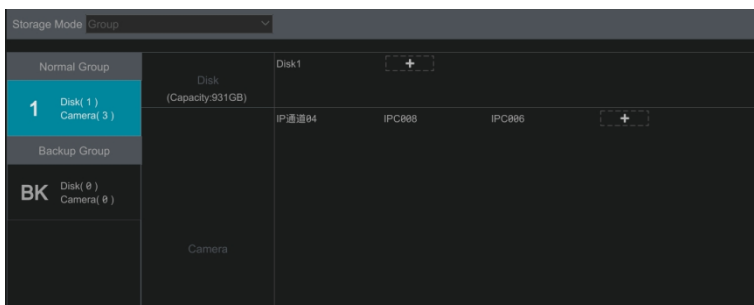 Storage Mode Group
Normal Group
1 Disk( 1 )
Camera( 3 )
Backup Group
BK Disk( 0 )
Camera( 0 )
Disk
(Capacity:931GB)
Disk1 +
IP通道04 IPC008 IPC006 +
Camera